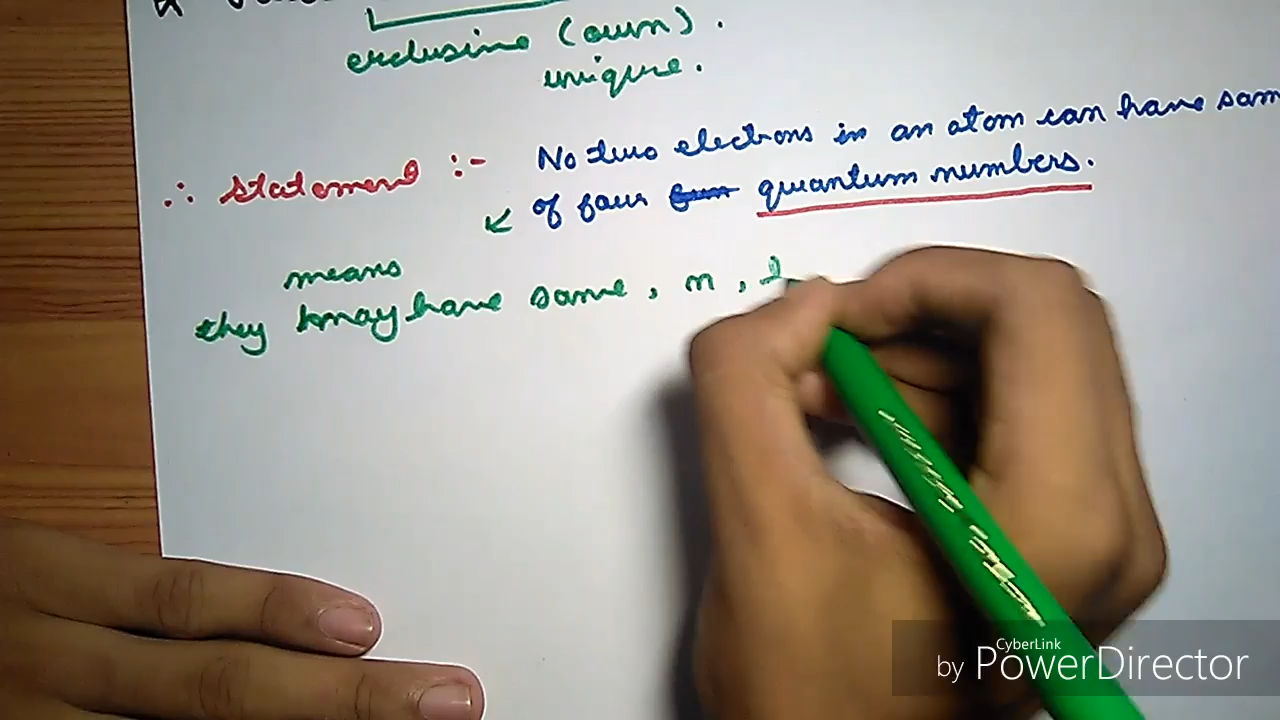 exclusive (own).
unique.
∴ Statement :- No two electrons in an atom can have sam
of four quantum numbers.
means
they may have same, n, l
CyberLink
by PowerDirector